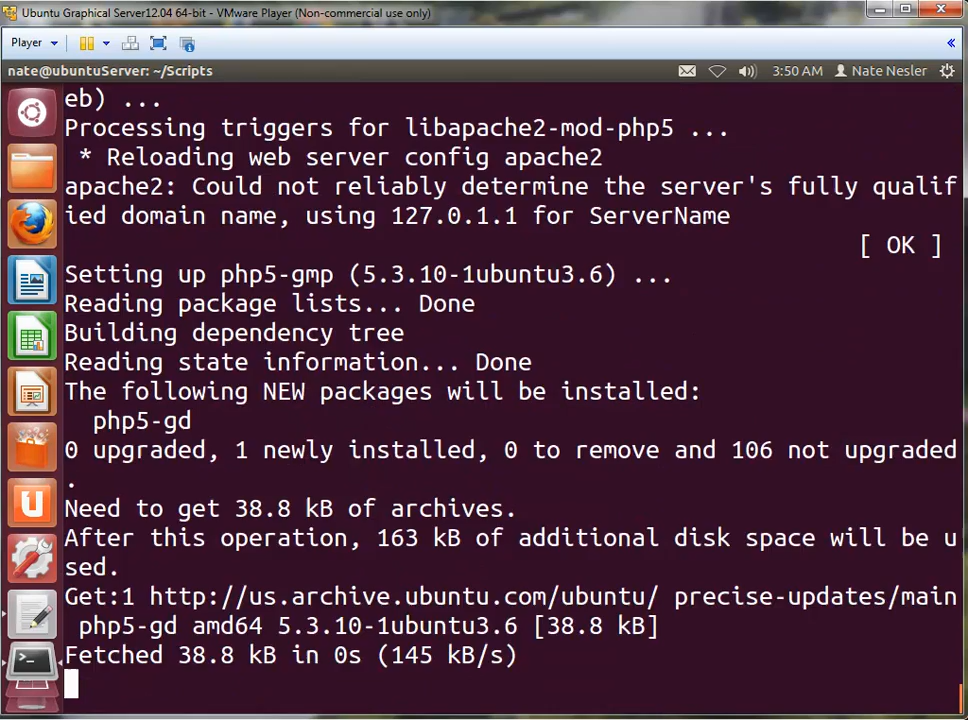 Ubuntu Graphical Server12.04 64-bit - VMware Player (Non-commercial use only)
Player
nate@ubuntuServer: ~/Scripts
3:50 AM
Nate Nesler
eb) ...
Processing triggers for libapache2-mod-php5 ...
 * Reloading web server config apache2
apache2: Could not reliably determine the server's fully qualif
ied domain name, using 127.0.1.1 for ServerName
[ OK ]
Setting up php5-gmp (5.3.10-1ubuntu3.6) ...
Reading package lists... Done
Building dependency tree
Reading state information... Done
The following NEW packages will be installed:
  php5-gd
0 upgraded, 1 newly installed, 0 to remove and 106 not upgraded
.
Need to get 38.8 kB of archives.
After this operation, 163 kB of additional disk space will be u
sed.
Get:1 http://us.archive.ubuntu.com/ubuntu/ precise-updates/main
 php5-gd amd64 5.3.10-1ubuntu3.6 [38.8 kB]
Fetched 38.8 kB in 0s (145 kB/s)